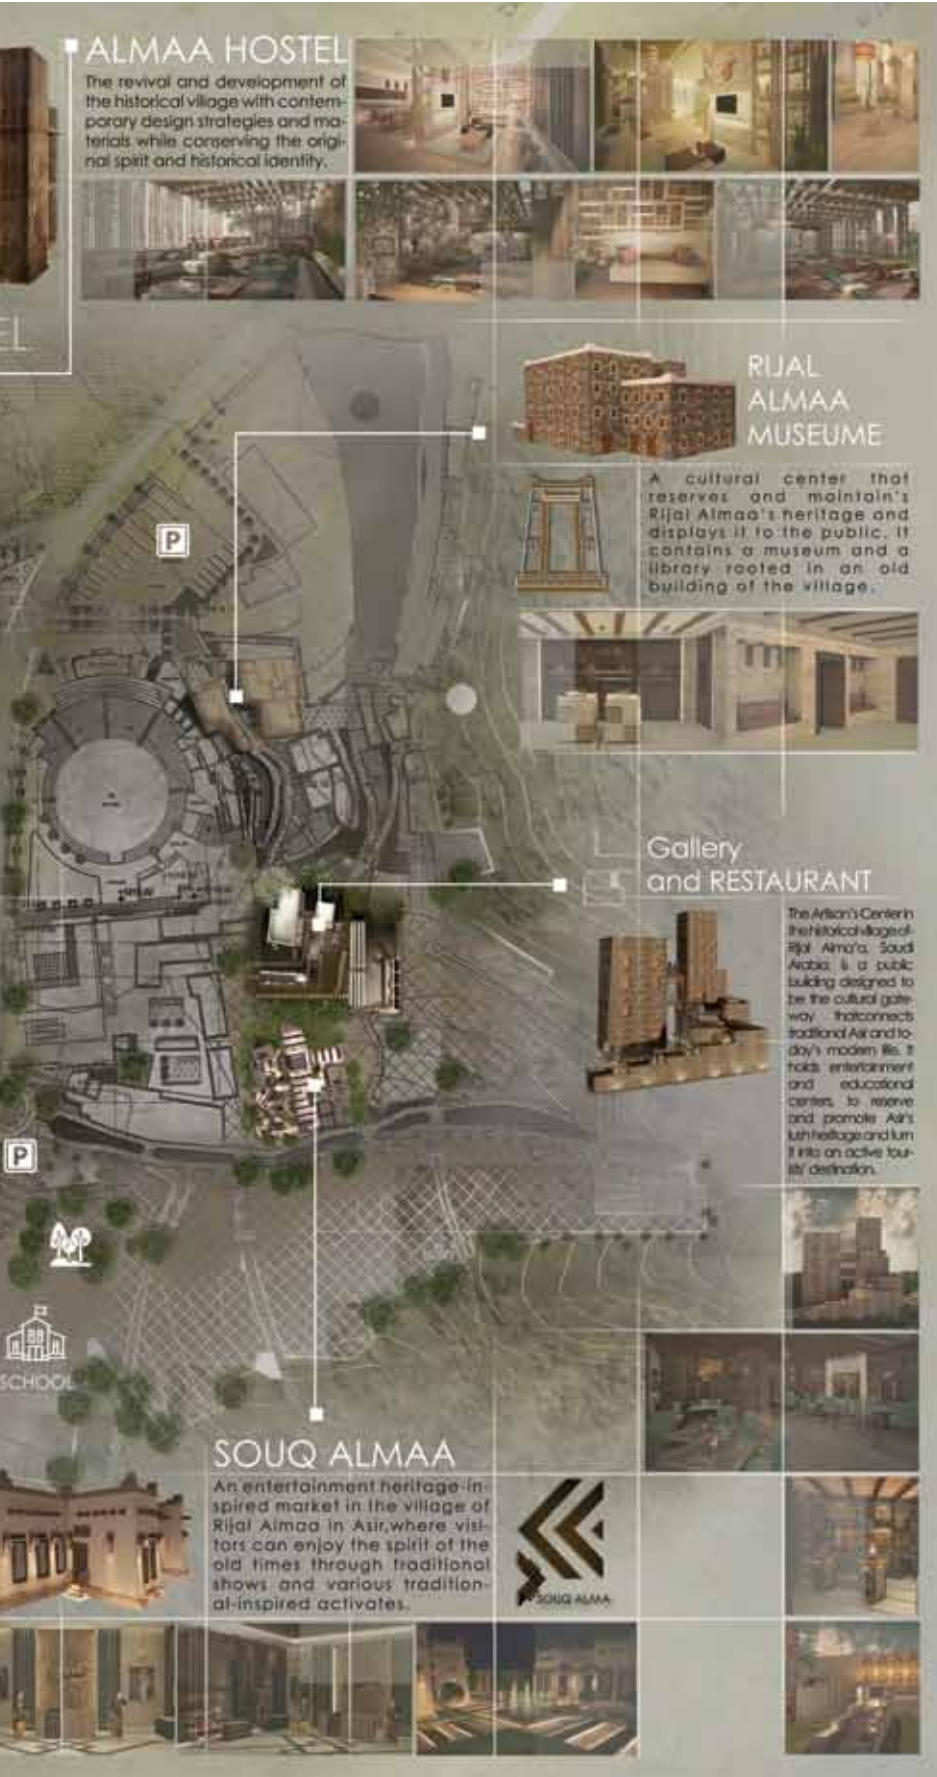 ALMAA HOSTEL
The revival and development of
the historical village with contem-
porary design strategies and ma-
terials while conserving the origi-
nal spirit and historical identity.
EL
RIJAL
ALMAA
MUSEUME
A cultural center that
reserves and maintain's
Rijal Almaa's heritage and
displays it to the public. It
contains a museum and a
library rooted in an old
building of the village.
P
Gallery
and RESTAURANT
The Artisan's Center in
the historical village of
Rijal Alma'a, Saudi
Arabia; is a public
building designed to
be the cultural gate-
way thatconnects
traditional Asir and to-
day's modern life. It
holds entertainment
and educational
centers, to reserve
and promote Asir's
lush heritage and turn
it into an active tour-
ists' destination.
P
SCHOOL
SOUQ ALMAA
An entertainment heritage-in-
spired market in the village of
Rijal Almaa in Asir,where visi-
tors can enjoy the spirit of the
old times through traditional
shows and various tradition-
al-inspired activates.
SOUQ ALMA